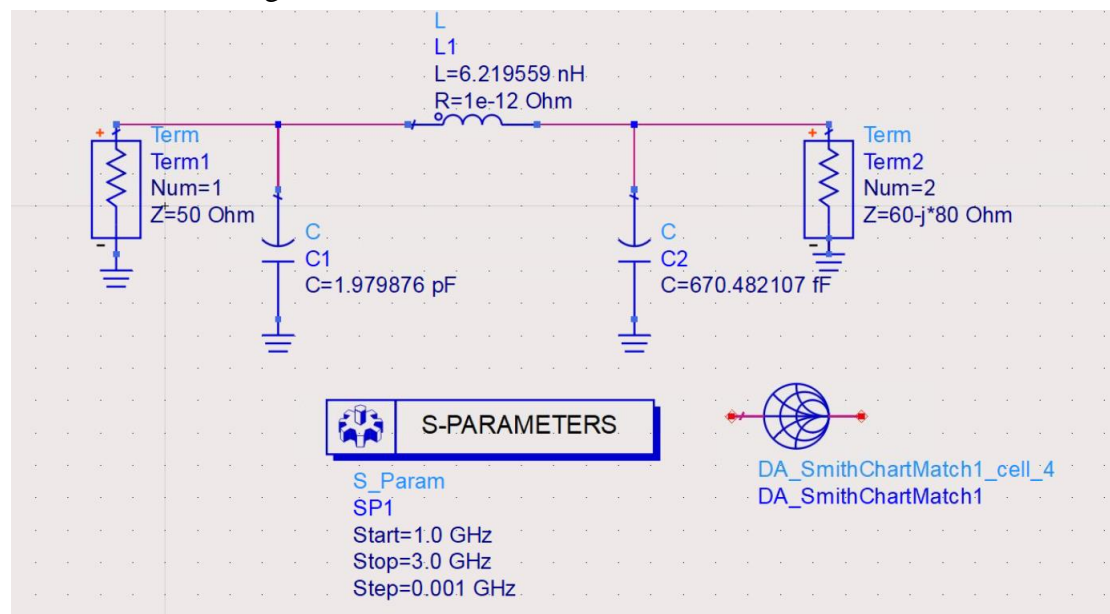 L
L1
L=6.219559 nH
R=1e-12 Ohm
+
Term
Term1
Num=1
Z=50 Ohm
-
C
C1
C=1.979876 pF
C
C2
C=670.482107 fF
+
Term
Term2
Num=2
Z=60-j*80 Ohm
-
S-PARAMETERS
S_Param
SP1
Start=1.0 GHz
Stop=3.0 GHz
Step=0.001 GHz
DA_SmithChartMatch1_cell_4
DA_SmithChartMatch1